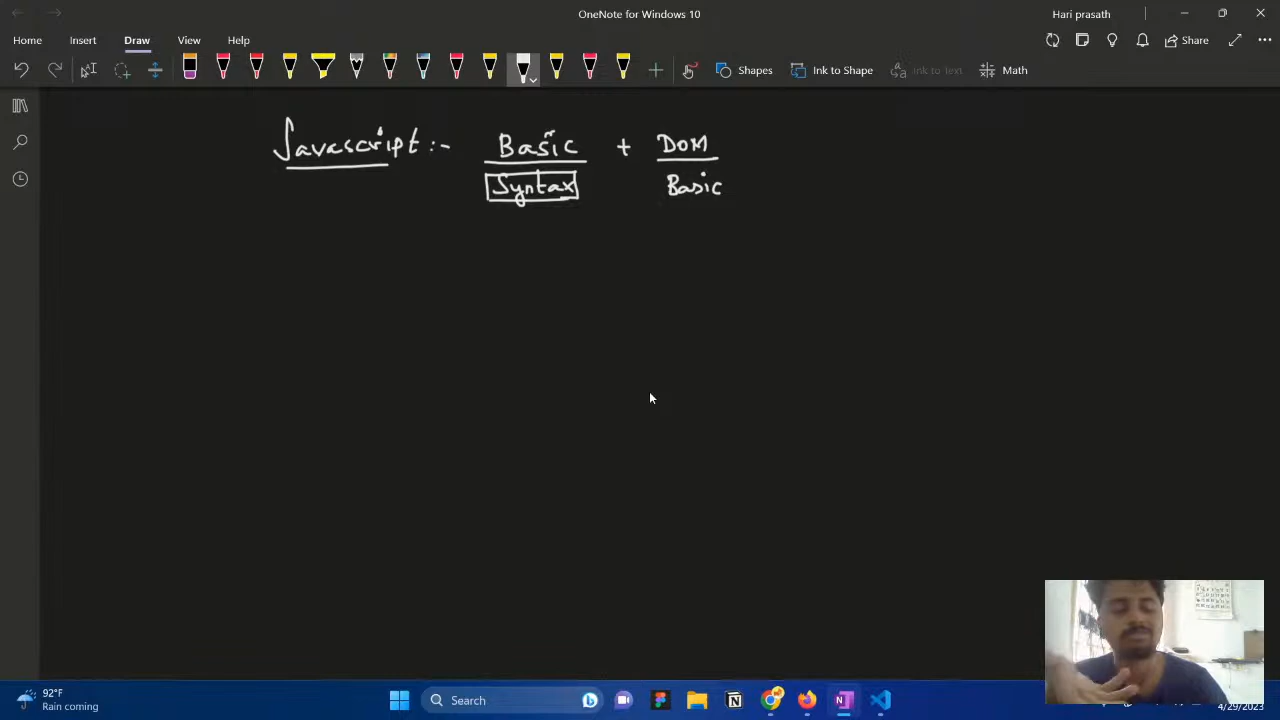 OneNote for Windows 10
Hari prasath
Home Insert Draw View Help
Share
Shapes Ink to Shape Ink to Text Math
Javascript :- Basic + DOM
Syntax Basic
92°F
Rain coming
Search